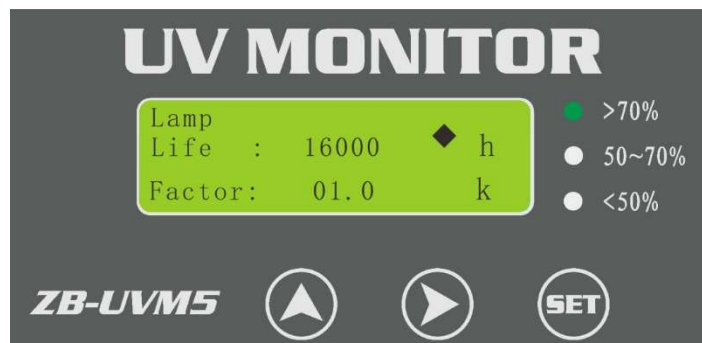 UV MONITOR
Lamp
Life : 16000 h
Factor: 01.0 k
>70%
50~70%
<50%
ZB-UVM5
SET